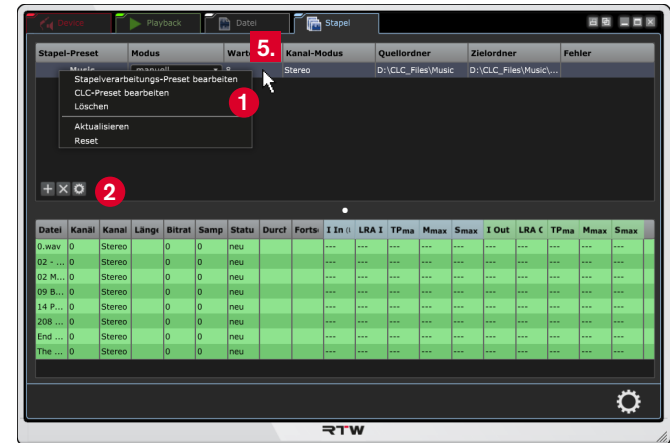 Device Playback Datei Stapel
Stapel-Preset Modus Warte 5. Kanal-Modus Quellordner Zielordner Fehler
Music manuell 8 Stereo D:\CLC_Files\Music D:\CLC_Files\Music\...
Stapelverarbeitungs-Preset bearbeiten
CLC-Preset bearbeiten
1
Löschen
Aktualisieren
Reset
2
Datei Kanäl Kanal Läng Bitrat Samp Statu Durch Forts I In LRA I TPma Mmax Smax I Out LRA C TPma Mmax Smax
0.wav 0 Stereo 0 0 neu --- --- --- --- --- --- --- --- --- ---
02 - ... 0 Stereo 0 0 neu --- --- --- --- --- --- --- --- --- ---
02 M... 0 Stereo 0 0 neu --- --- --- --- --- --- --- --- --- ---
09 B... 0 Stereo 0 0 neu --- --- --- --- --- --- --- --- --- ---
14 P... 0 Stereo 0 0 neu --- --- --- --- --- --- --- --- --- ---
208 ... 0 Stereo 0 0 neu --- --- --- --- --- --- --- --- --- ---
End ... 0 Stereo 0 0 neu --- --- --- --- --- --- --- --- --- ---
The ... 0 Stereo 0 0 neu --- --- --- --- --- --- --- --- --- ---
RTW